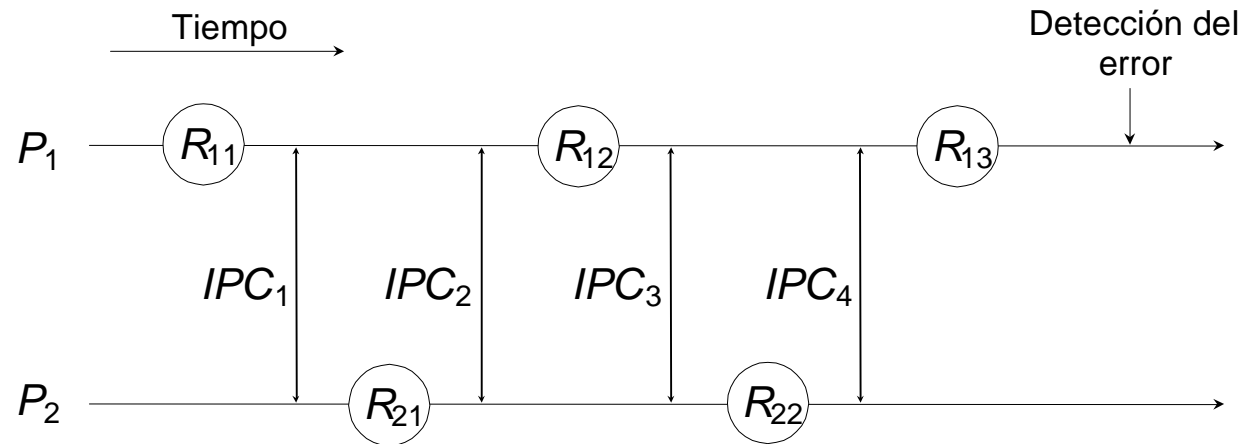 Tiempo
Detección del
error
P1
R11
R12
R13
IPC1
IPC2
IPC3
IPC4
P2
R21
R22